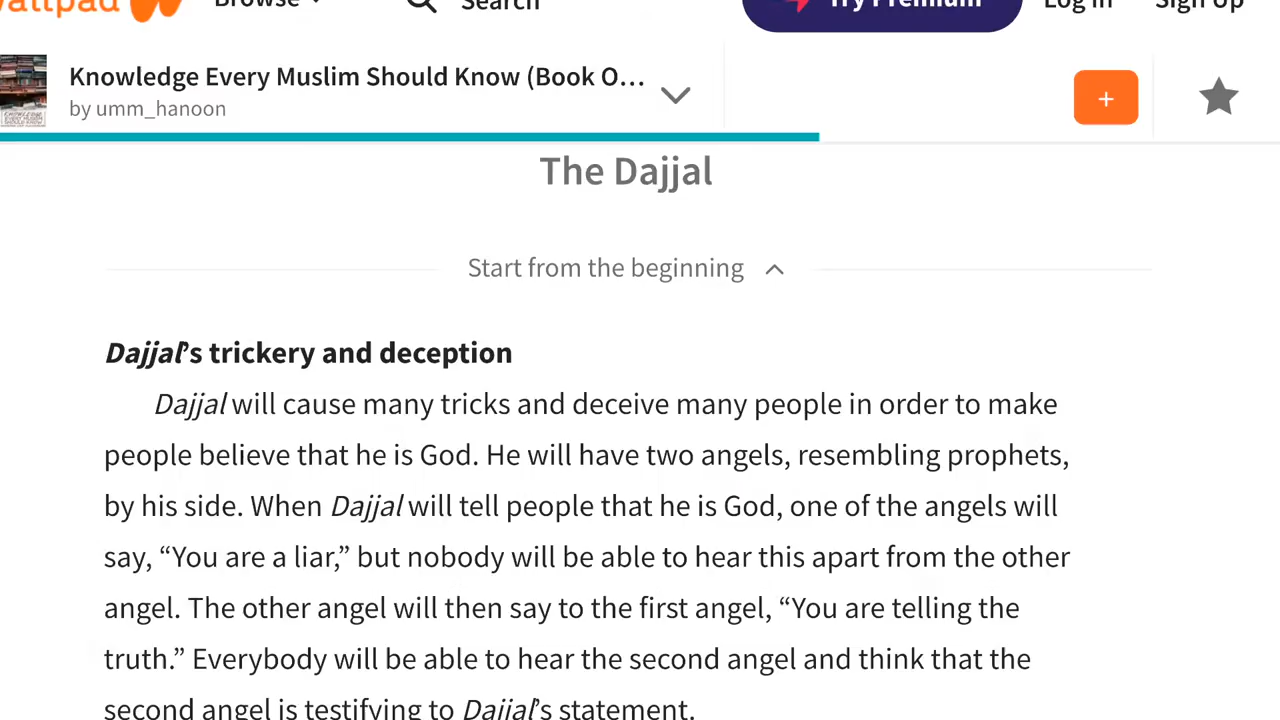 wattpad Browse Search Try Premium Log in Sign Up
Knowledge Every Muslim Should Know (Book O...
by umm_hanoon
+
The Dajjal
Start from the beginning
Dajjal's trickery and deception
Dajjal will cause many tricks and deceive many people in order to make
people believe that he is God. He will have two angels, resembling prophets,
by his side. When Dajjal will tell people that he is God, one of the angels will
say, “You are a liar,” but nobody will be able to hear this apart from the other
angel. The other angel will then say to the first angel, “You are telling the
truth.” Everybody will be able to hear the second angel and think that the
second angel is testifying to Dajjal's statement.